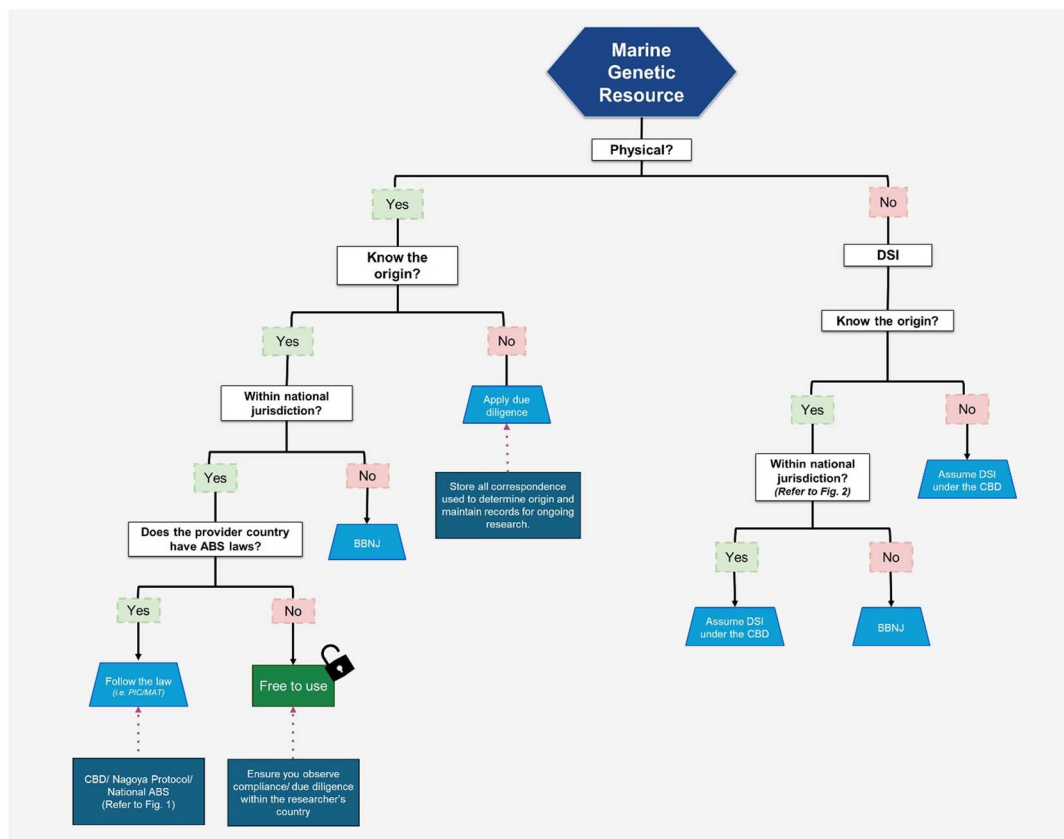 Marine
Genetic
Resource
Physical?
Yes
No
Know the
origin?
DSI
Know the origin?
Yes
No
Within national
jurisdiction?
Apply due
diligence
Yes
No
Yes
No
Store all correspondence
used to determine origin and
maintain records for ongoing
research.
Within national
jurisdiction?
(Refer to Fig. 2)
Assume DSI
under the CBD
Does the provider country
have ABS laws?
BBNJ
Yes
No
Yes
No
Assume DSI
under the CBD
BBNJ
Follow the law
(i.e. PIC/MAT)
Free to use
CBD/ Nagoya Protocol/
National ABS
(Refer to Fig. 1)
Ensure you observe
compliance/ due diligence
within the researcher's
country